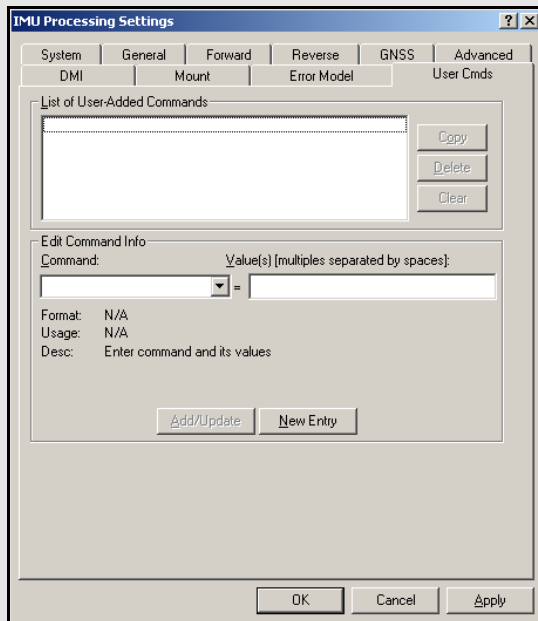 IMU Processing Settings
System General Forward Reverse GNSS Advanced
DMI Mount Error Model User Cmds
List of User-Added Commands
Copy
Delete
Clear
Edit Command Info
Command: Value(s) [multiples separated by spaces]:
=
Format: N/A
Usage: N/A
Desc: Enter command and its values
Add/Update New Entry
OK Cancel Apply